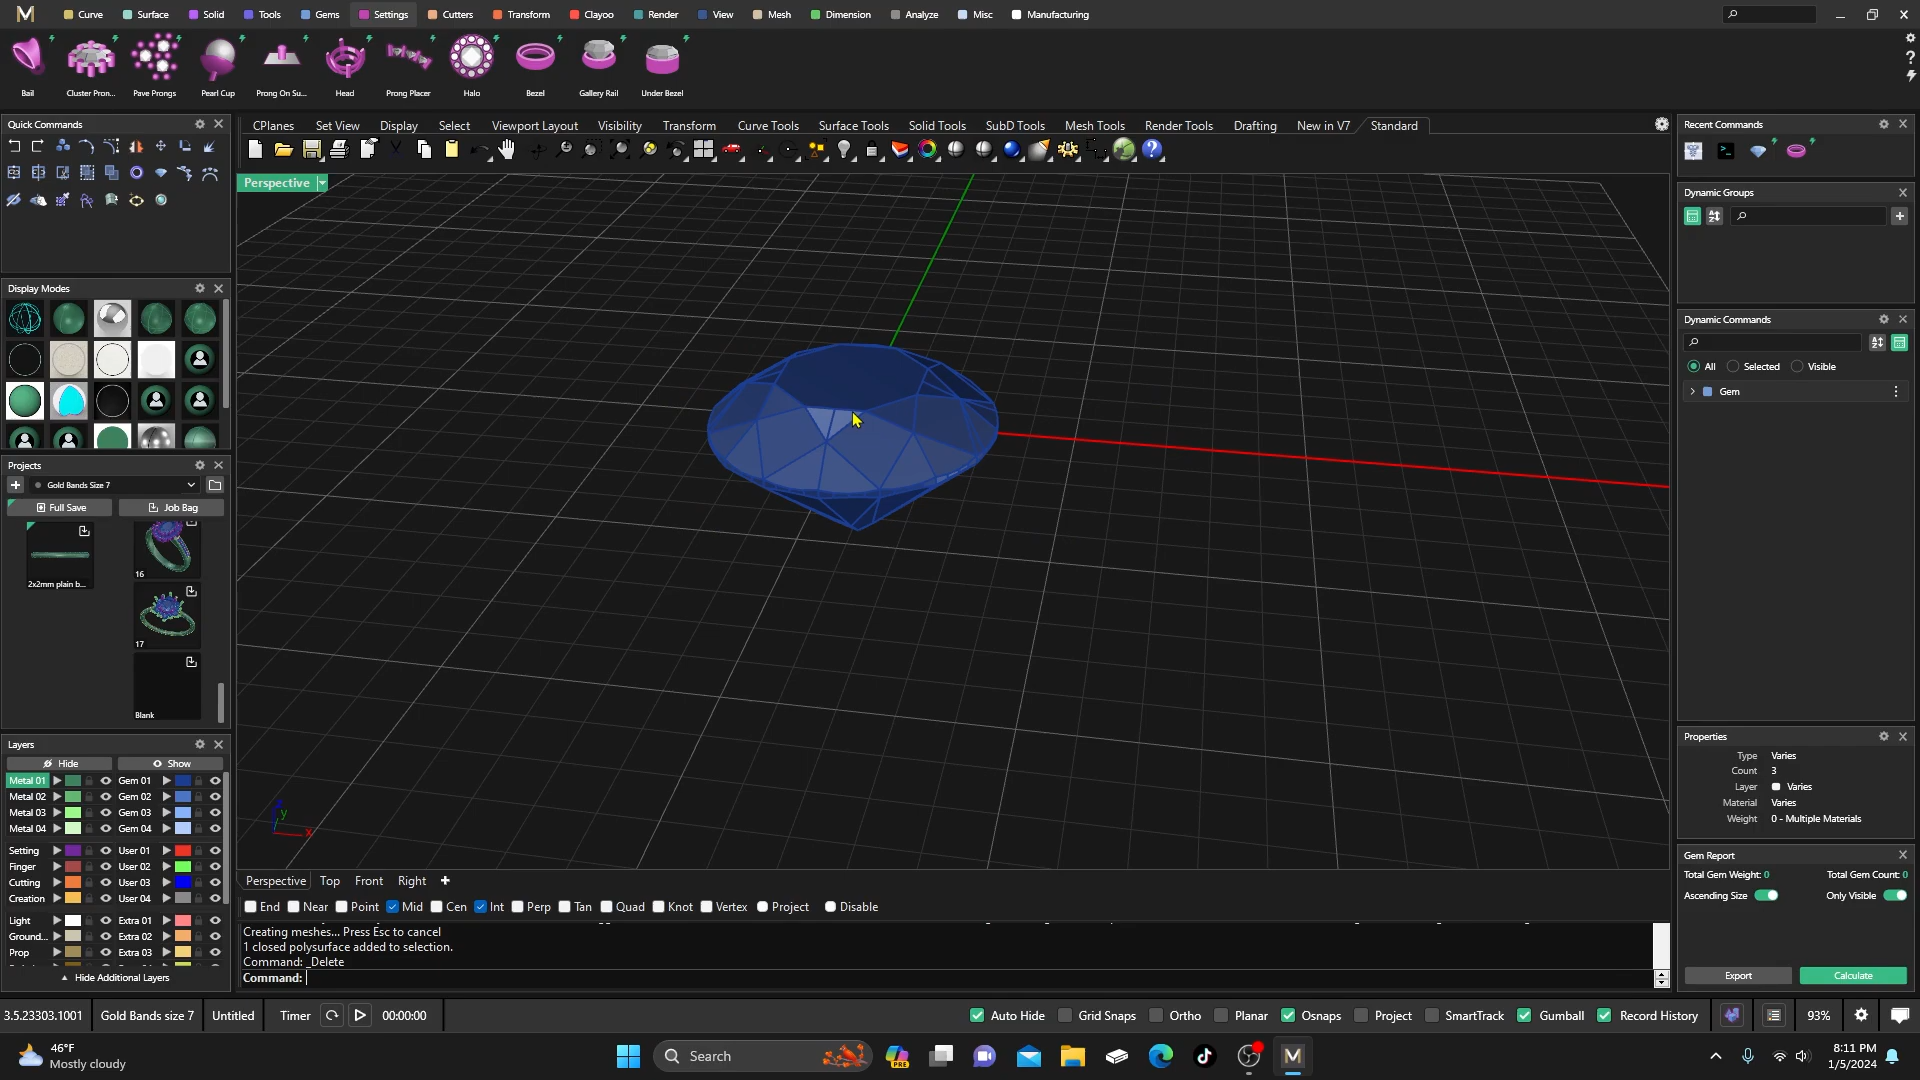 M Curve Surface Solid Tools Gems Settings Cutters Transform Clayoo Render View Mesh Dimension Analyze Misc Manufacturing
Bail Cluster Pron... Pave Prongs Pearl Cup Prong On Su... Head Prong Placer Halo Bezel Gallery Rail Under Bezel
Quick Commands
CPlanes Set View Display Select Viewport Layout Visibility Transform Curve Tools Surface Tools Solid Tools SubD Tools Mesh Tools Render Tools Drafting New in V7 Standard
Recent Commands
Perspective
Dynamic Groups
Display Modes
Dynamic Commands
All Selected Visible
Gem
Projects
Gold Bands Size 7
Full Save Job Bag
2x2mm plain b...
16
17
Blank
Layers
Hide Show
Metal 01 Gem 01
Metal 02 Gem 02
Metal 03 Gem 03
Metal 04 Gem 04
Setting User 01
Finger User 02
Cutting User 03
Creation User 04
Light Extra 01
Ground... Extra 02
Prop Extra 03
Hide Additional Layers
y
x
Properties
Type Varies
Count 3
Layer Varies
Material Varies
Weight 0 - Multiple Materials
Gem Report
Total Gem Weight: 0 Total Gem Count: 0
Ascending Size Only Visible
Export Calculate
Perspective Top Front Right
End Near Point Mid Cen Int Perp Tan Quad Knot Vertex Project Disable
Creating meshes... Press Esc to cancel
1 closed polysurface added to selection.
Command: _Delete
Command:
3.5.23303.1001 Gold Bands size 7 Untitled Timer 00:00:00 Auto Hide Grid Snaps Ortho Planar Osnaps Project SmartTrack Gumball Record History 93%
46°F
Mostly cloudy
Search
PRE
M
8:11 PM
1/5/2024